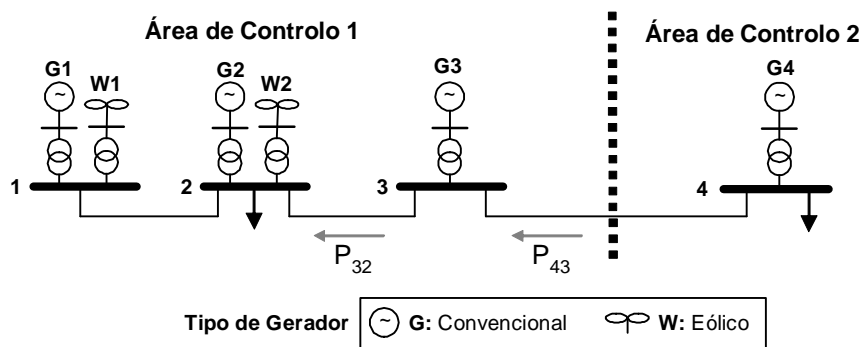 Área de Controlo 1
Área de Controlo 2
G1
W1
G2
W2
G3
G4
1
2
3
4
P32
P43
Tipo de Gerador
G: Convencional
W: Eólico